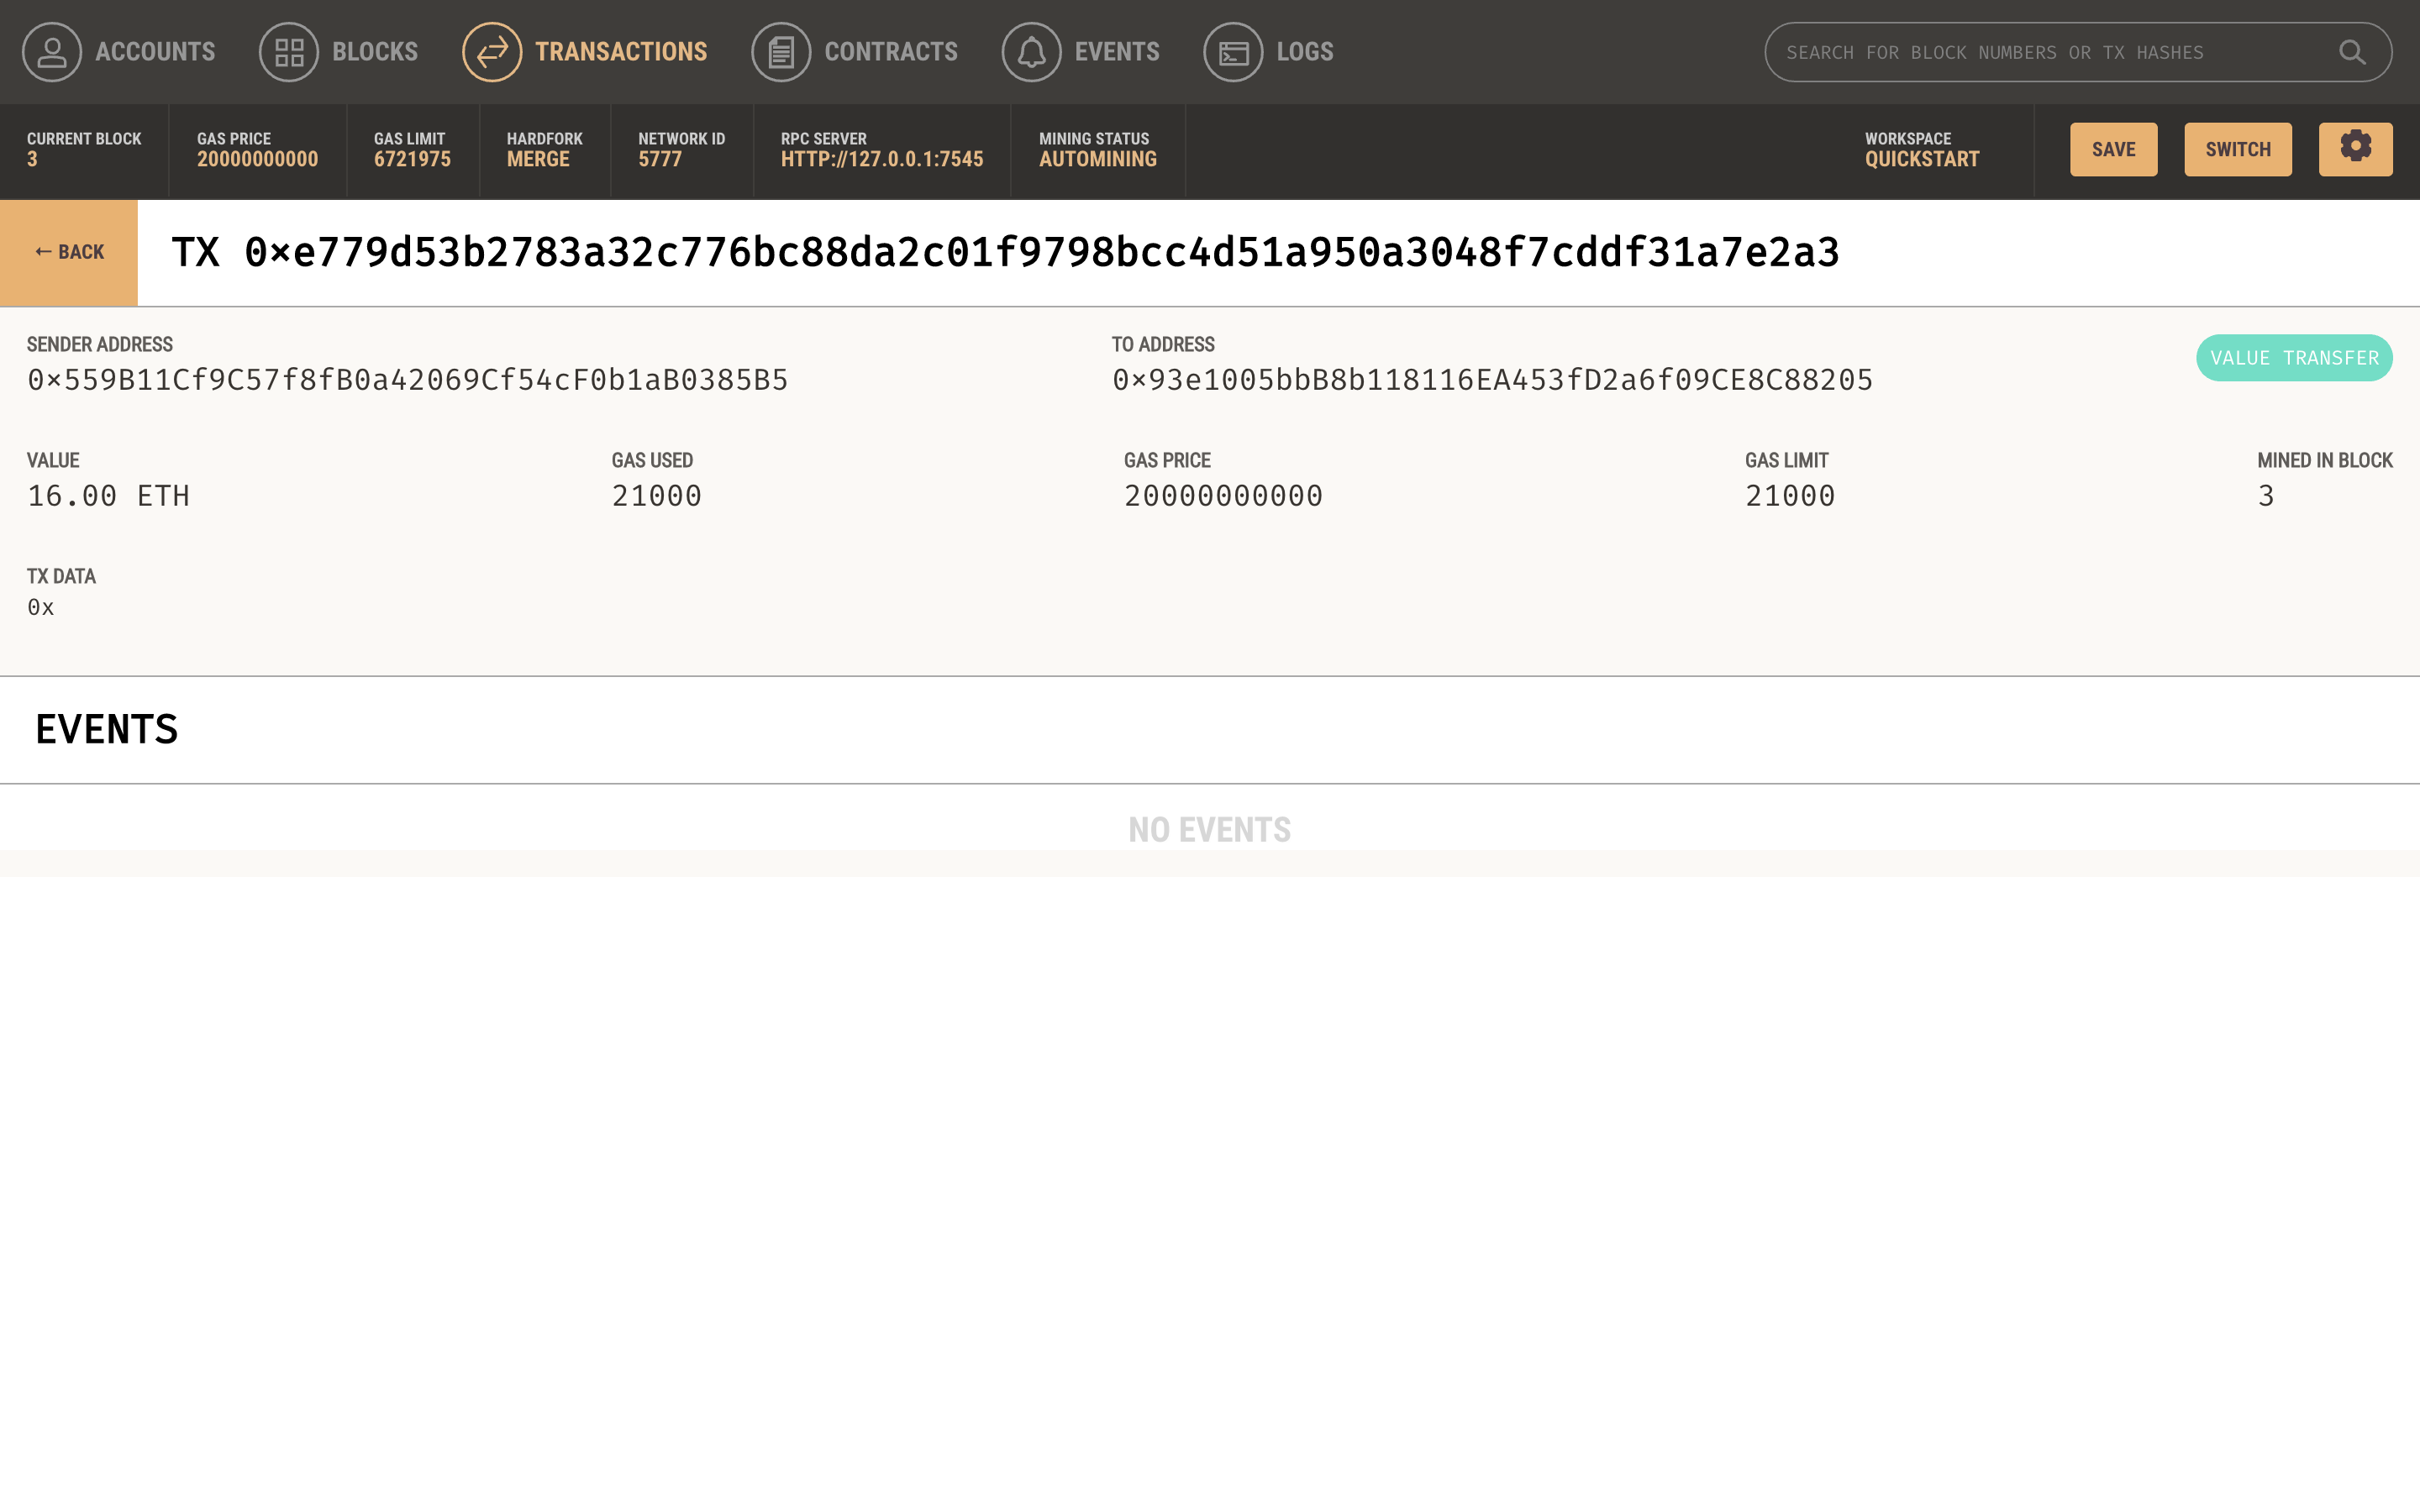 ACCOUNTS BLOCKS TRANSACTIONS CONTRACTS EVENTS LOGS SEARCH FOR BLOCK NUMBERS OR TX HASHES
CURRENT BLOCK GAS PRICE GAS LIMIT HARDFORK NETWORK ID RPC SERVER MINING STATUS WORKSPACE
3 20000000000 6721975 MERGE 5777 HTTP://127.0.0.1:7545 AUTOMINING QUICKSTART
SAVE SWITCH
← BACK TX 0×e779d53b2783a32c776bc88da2c01f9798bcc4d51a950a3048f7cddf31a7e2a3
SENDER ADDRESS TO ADDRESS
0×559B11Cf9C57f8fB0a42069Cf54cF0b1aB0385B5 0×93e1005bbB8b118116EA453fD2a6f09CE8C88205
VALUE TRANSFER
VALUE GAS USED GAS PRICE GAS LIMIT MINED IN BLOCK
16.00 ETH 21000 20000000000 21000 3
TX DATA
0x
EVENTS
NO EVENTS